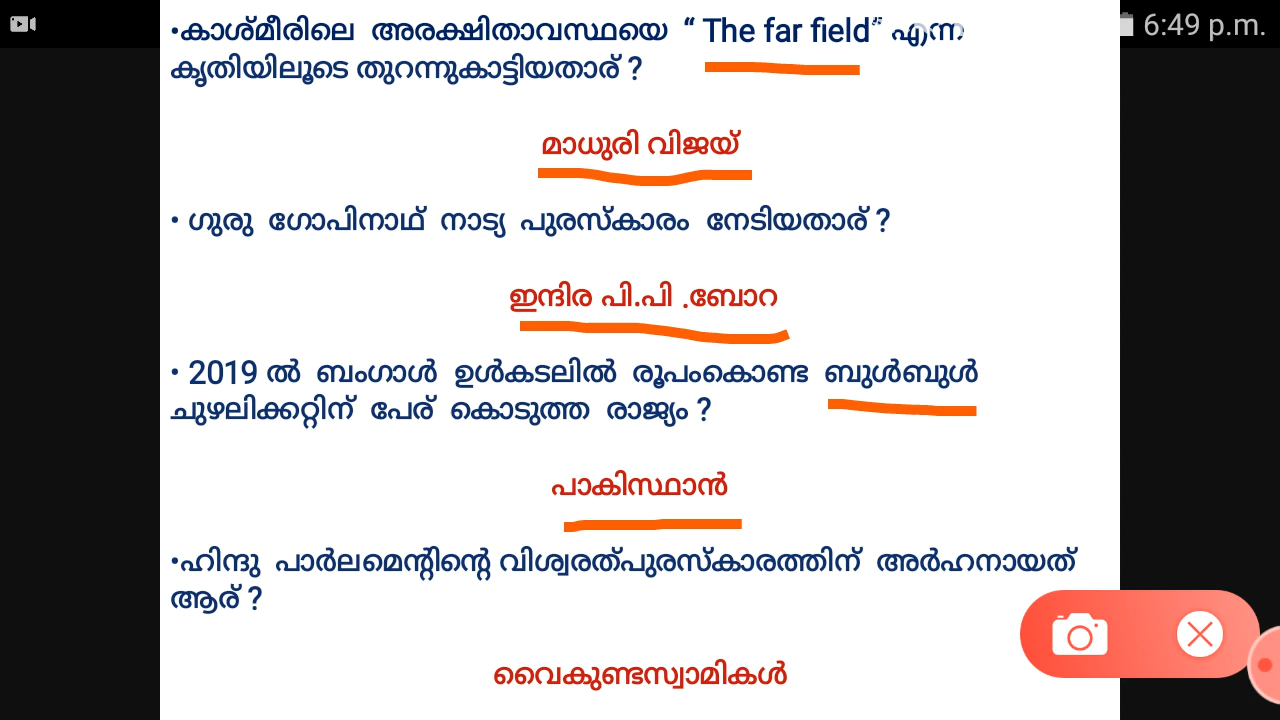 6:49 p.m.
•കാശ്മീരിലെ അരക്ഷിതാവസ്ഥയെ “ The far field” എന്ന
കൃതിയിലൂടെ തുറന്നുകാട്ടിയതാര് ?
മാധുരി വിജയ്
• ഗുരു ഗോപിനാഥ് നാട്യ പുരസ്കാരം നേടിയതാര് ?
ഇന്ദിര പി.പി .ബോറ
• 2019 ൽ ബംഗാൾ ഉൾകടലിൽ രൂപംകൊണ്ട ബുൾബുൾ
ചുഴലിക്കറ്റിന് പേര് കൊടുത്ത രാജ്യം ?
പാകിസ്ഥാൻ
•ഹിന്ദു പാർലമെന്റിന്റെ വിശ്വരത്പുരസ്കാരത്തിന് അർഹനായത്
ആര് ?
വൈകുണ്ടസ്വാമികൾ